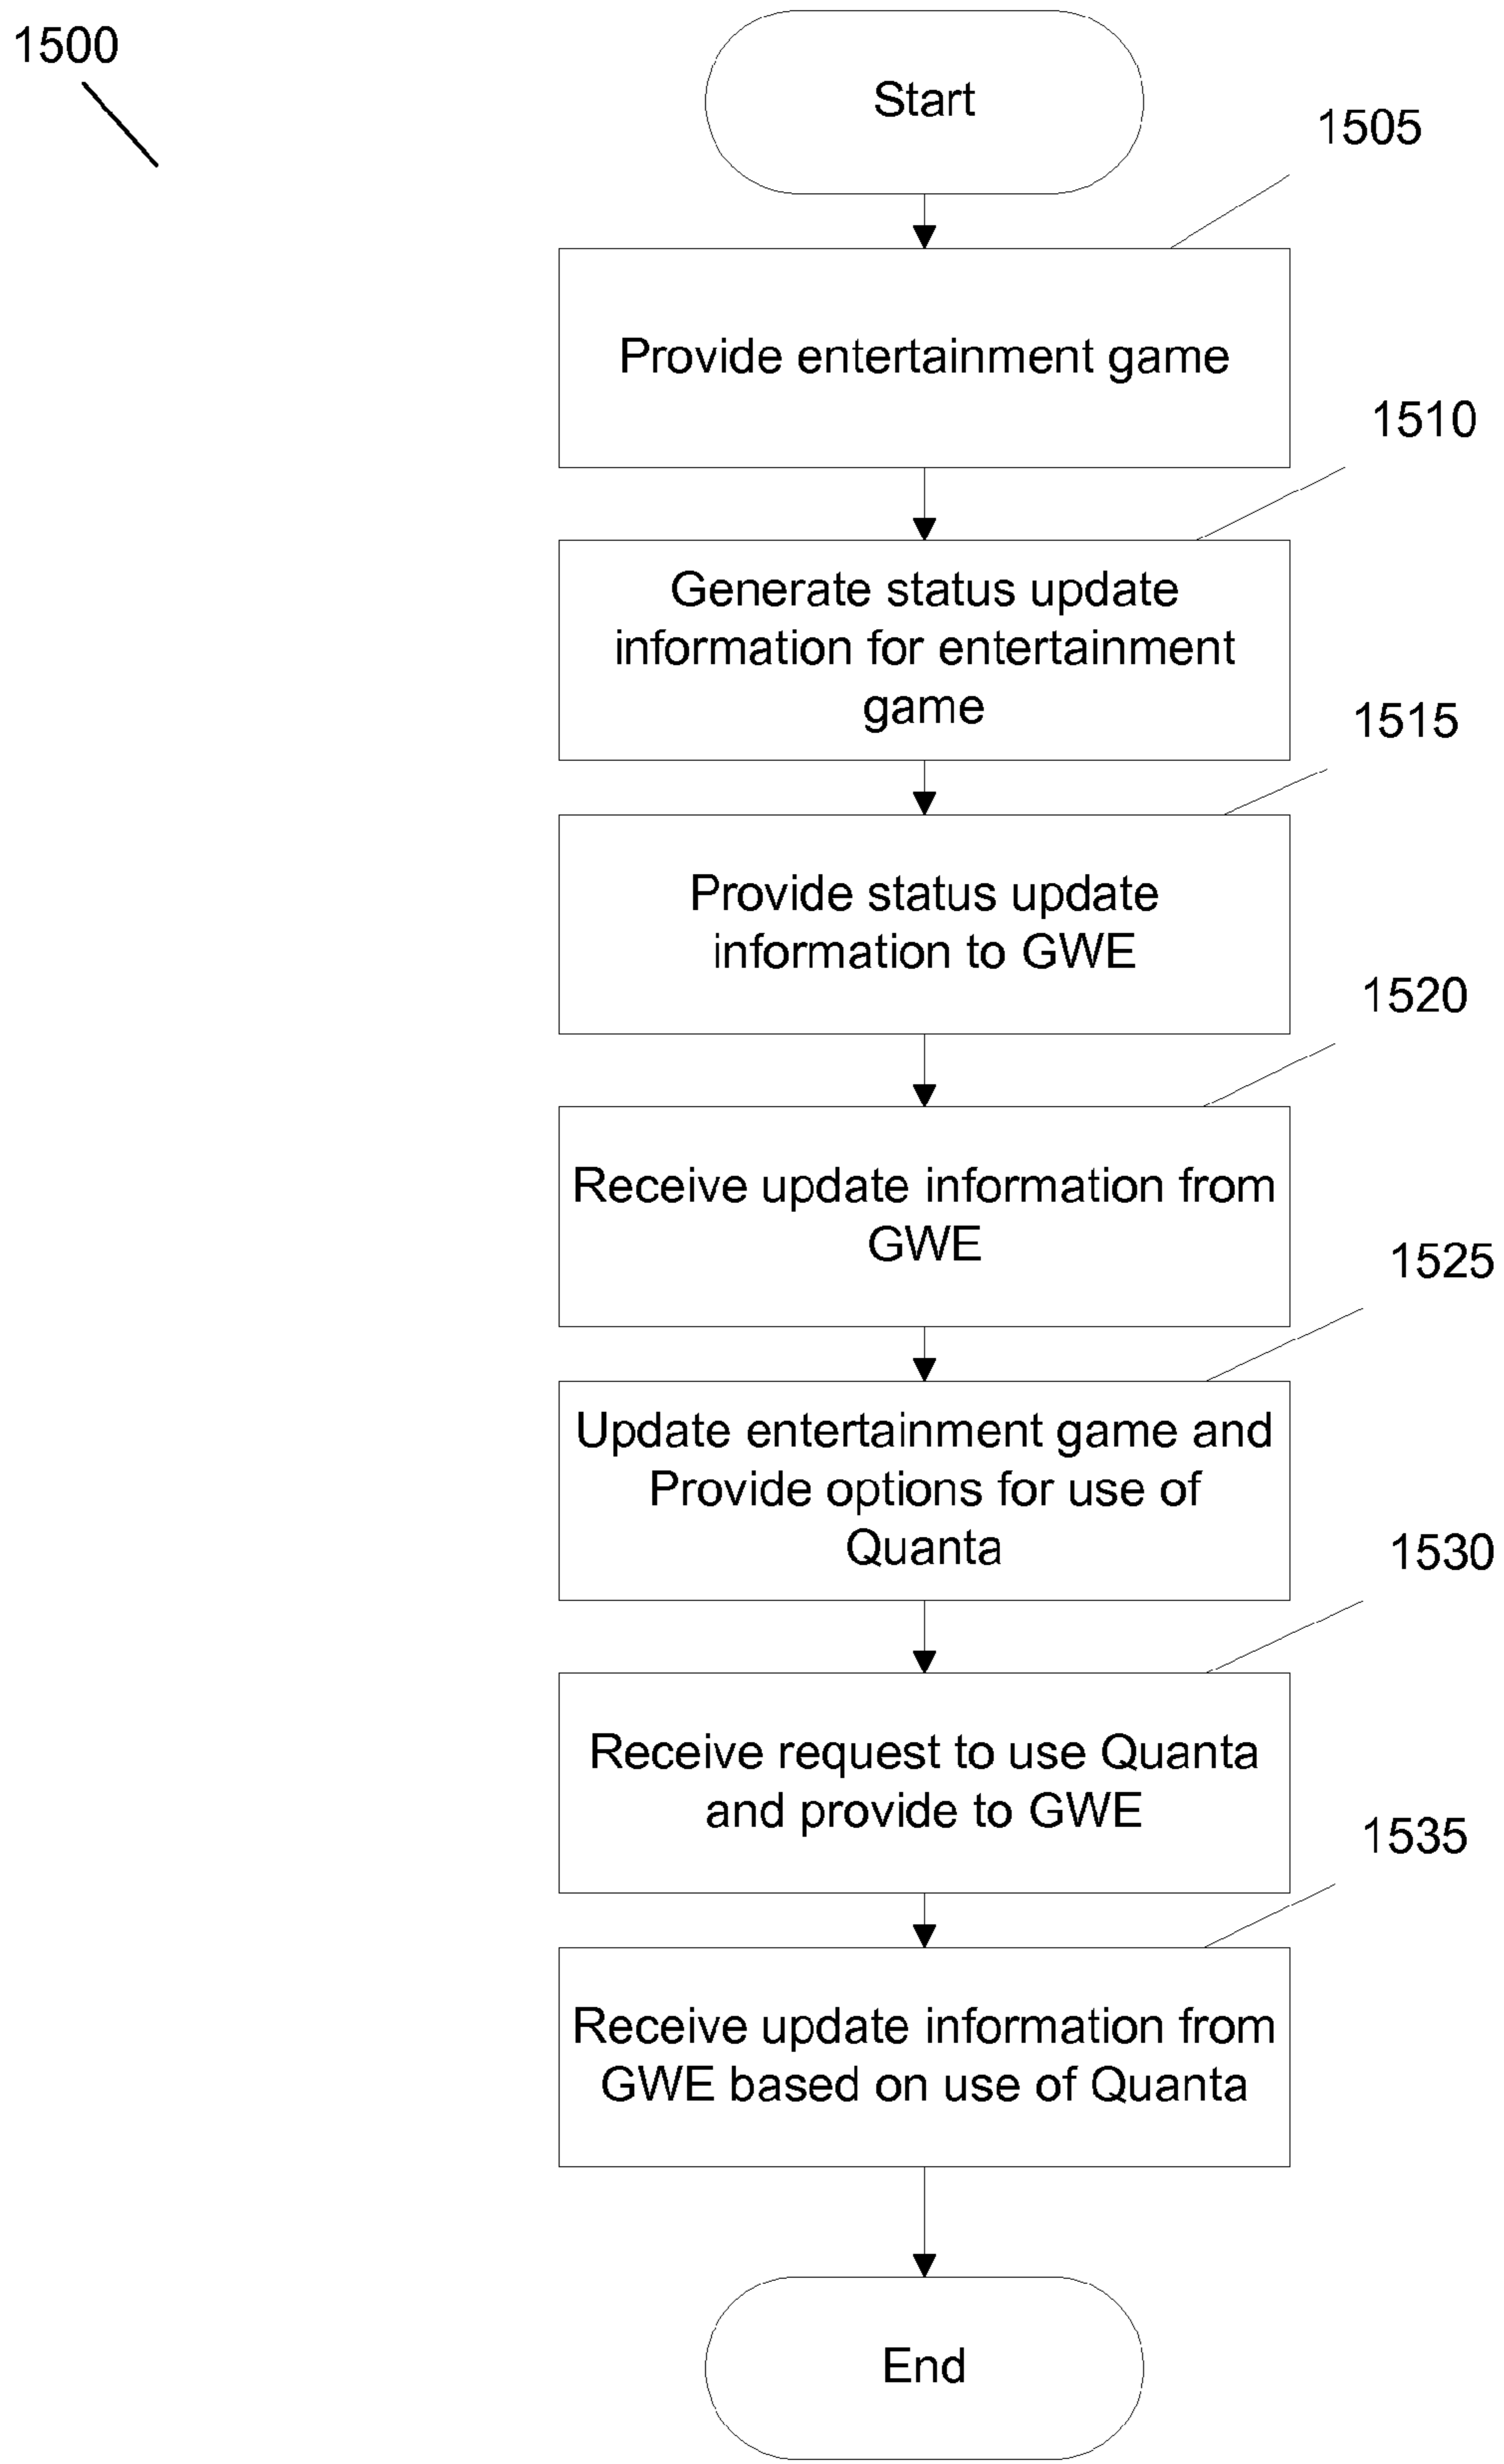 1500
Start
1505
Provide entertainment game
1510
Generate status update
information for entertainment
game
1515
Provide status update
information to GWE
1520
Receive update information from
GWE
1525
Update entertainment game and
Provide options for use of
Quanta
1530
Receive request to use Quanta
and provide to GWE
1535
Receive update information from
GWE based on use of Quanta
End